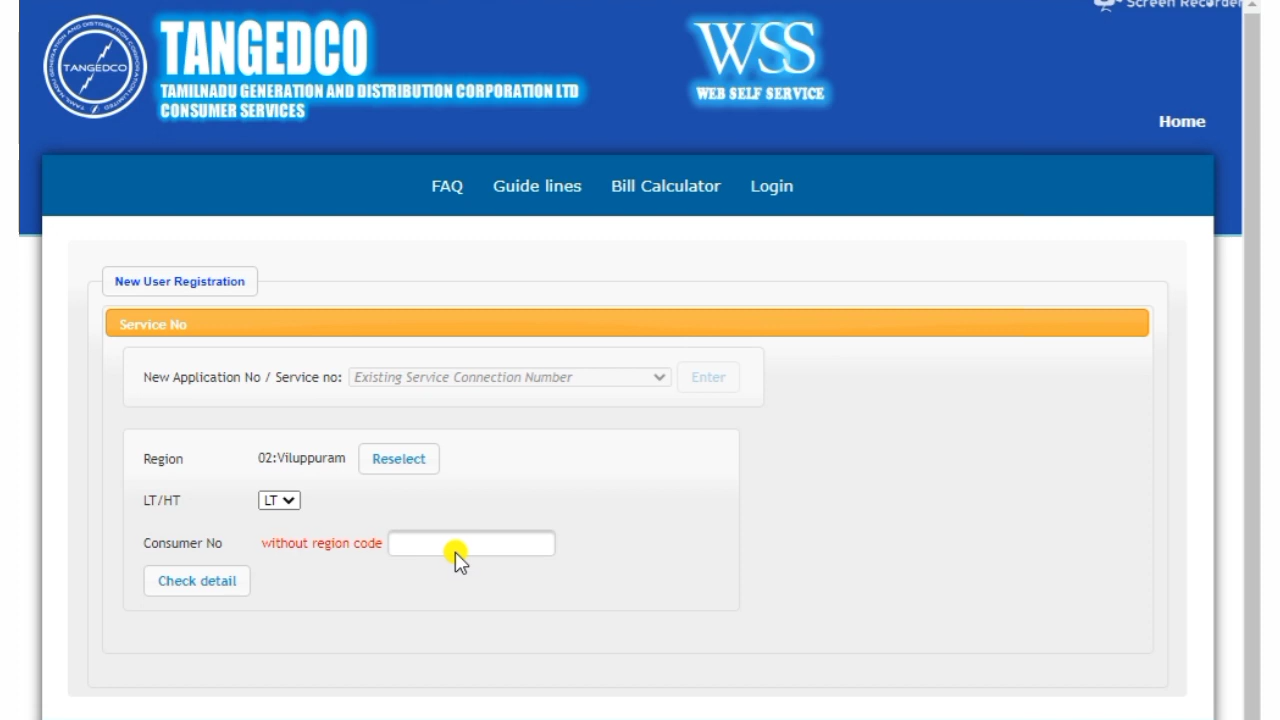 Screen Recorder
TANGEDCO
TANGEDCO
TAMILNADU GENERATION AND DISTRIBUTION CORPORATION LTD
CONSUMER SERVICES
WSS
WEB SELF SERVICE
Home
FAQ Guide lines Bill Calculator Login
New User Registration
Service No
New Application No / Service no: Existing Service Connection Number Enter
Region 02:Viluppuram Reselect
LT/HT LT
Consumer No without region code
Check detail